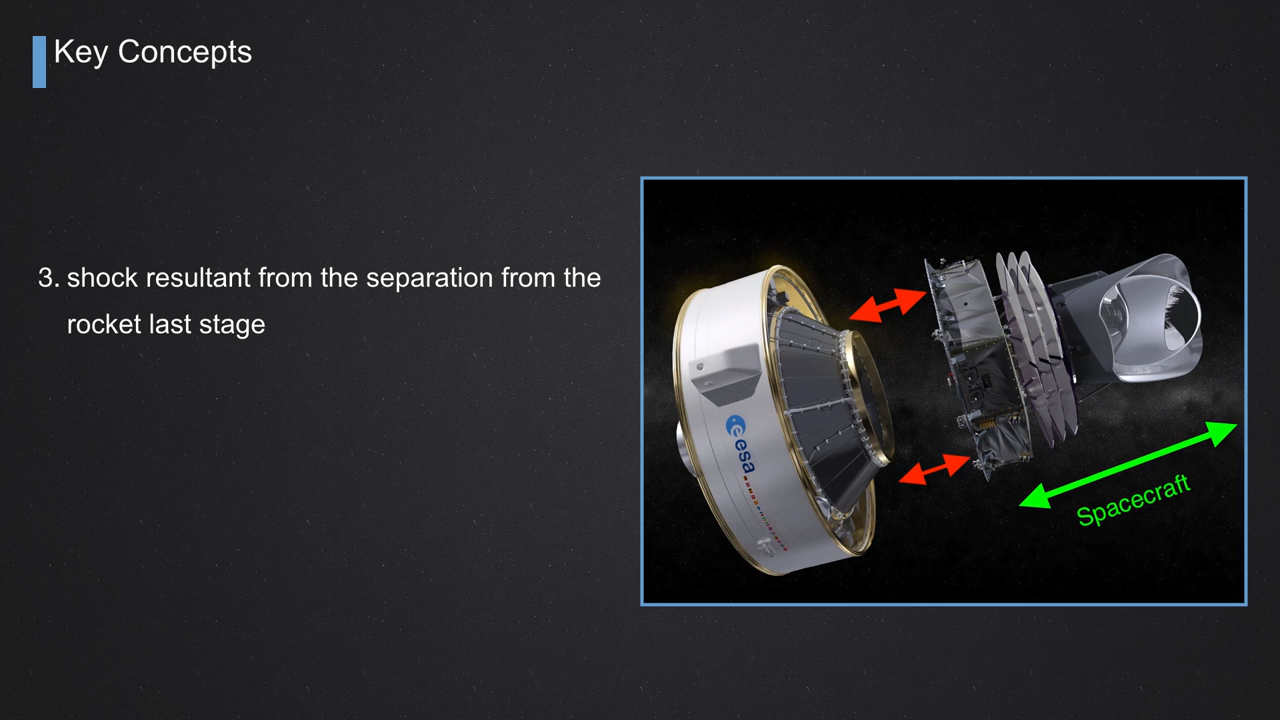 Key Concepts
3. shock resultant from the separation from the
rocket last stage
esa
Spacecraft